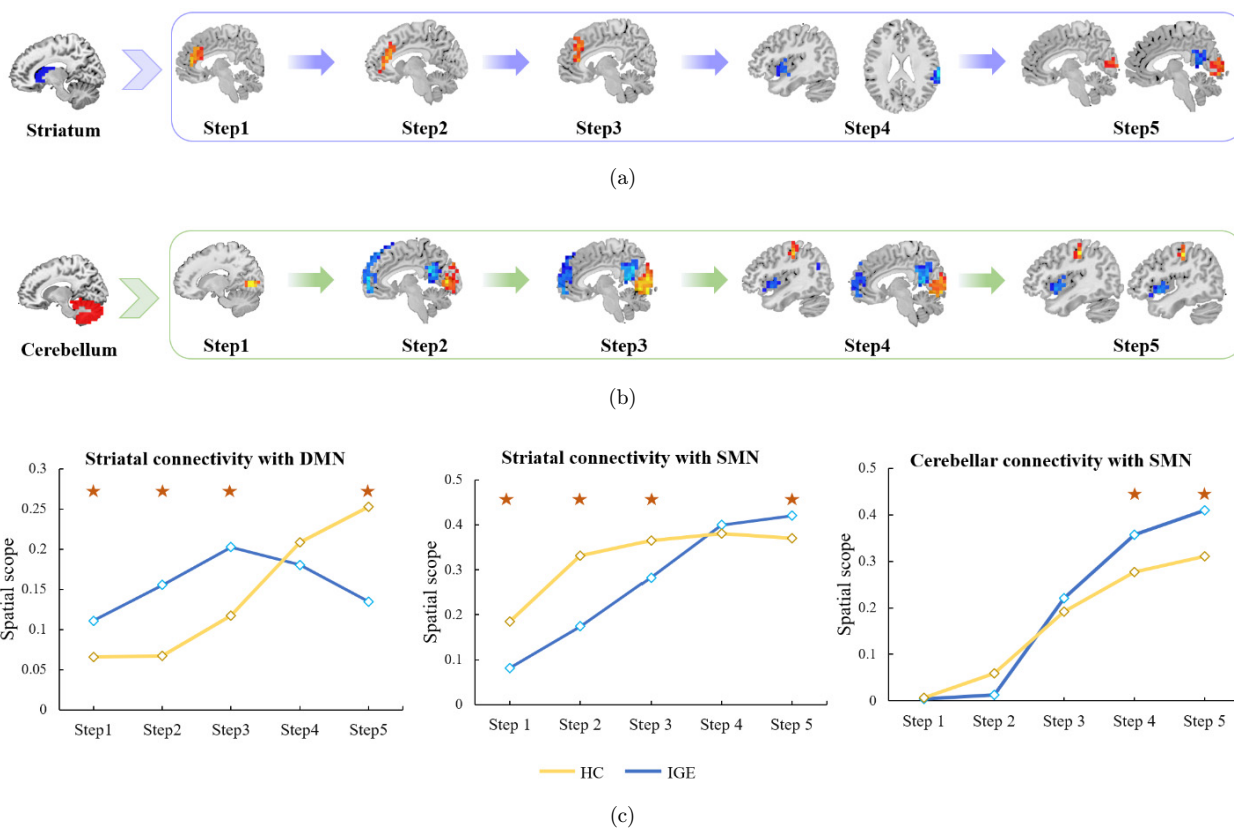 Striatum
Step1
Step2
Step3
Step4
Step5
(a)
Cerebellum
Step1
Step2
Step3
Step4
Step5
(b)
Striatal connectivity with DMN
Spatial scope
0.3
0.25
0.2
0.15
0.1
0.05
0
Step1 Step2 Step3 Step4 Step5
Striatal connectivity with SMN
Spatial scope
0.5
0.4
0.3
0.2
0.1
0
Step 1 Step 2 Step 3 Step 4 Step 5
Cerebellar connectivity with SMN
Spatial scope
0.5
0.4
0.3
0.2
0.1
0
Step 1 Step 2 Step 3 Step 4 Step 5
HC IGE
(c)